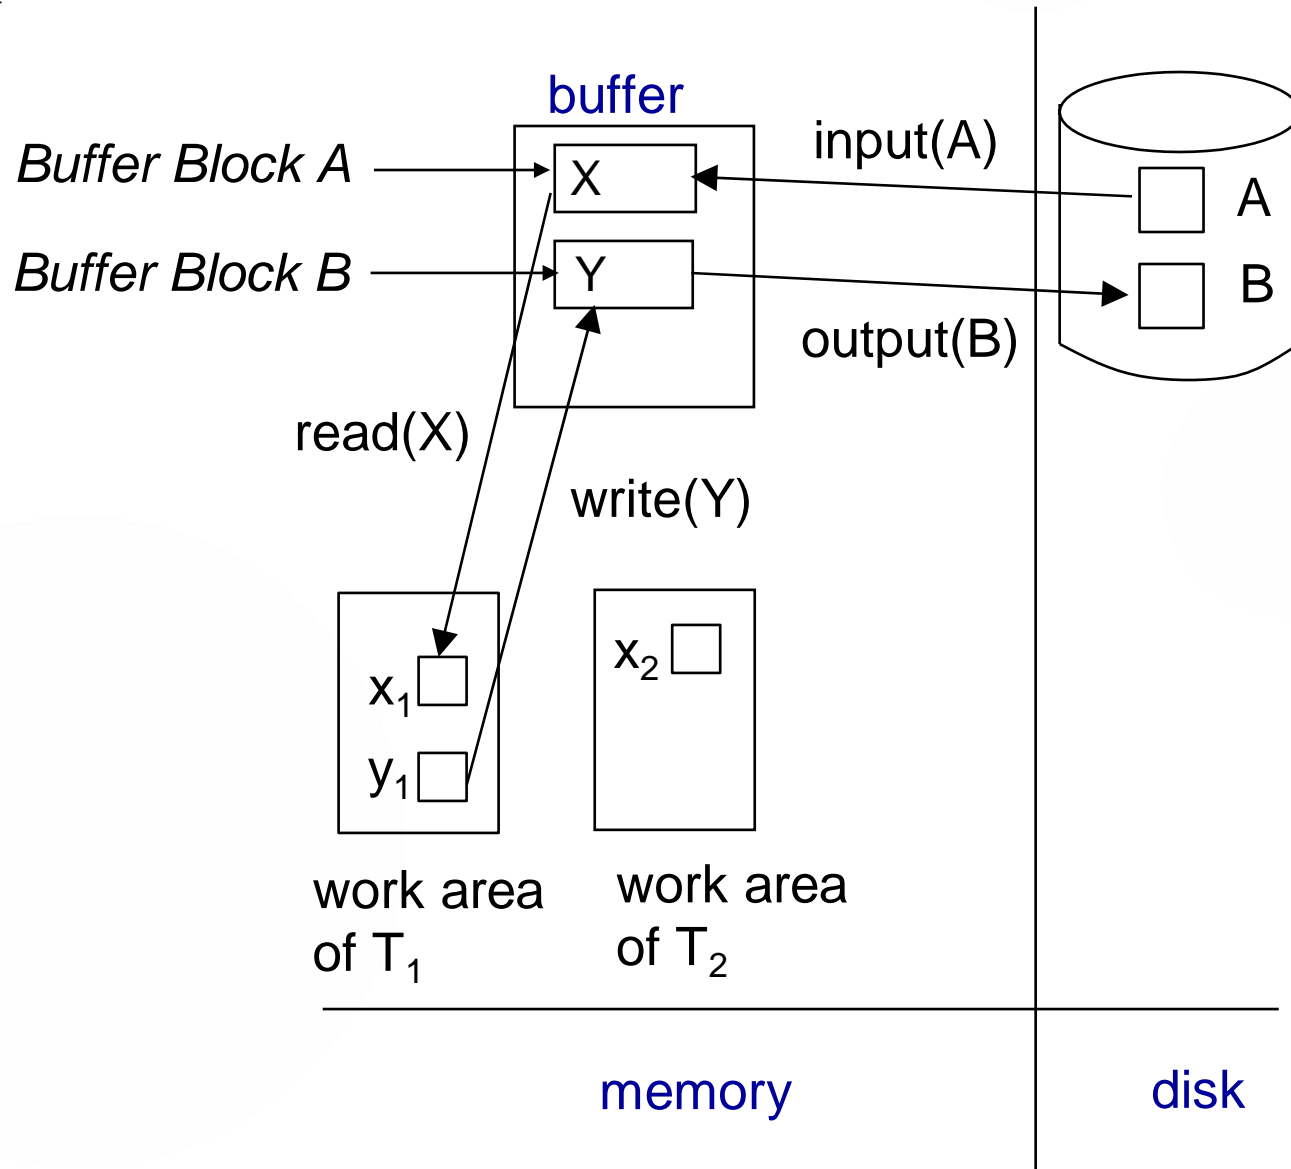 buffer
Buffer Block A
X
input(A)
A
Buffer Block B
Y
B
output(B)
read(X)
write(Y)
x₁
x₂
y₁
work area
of T₁
work area
of T₂
memory
disk